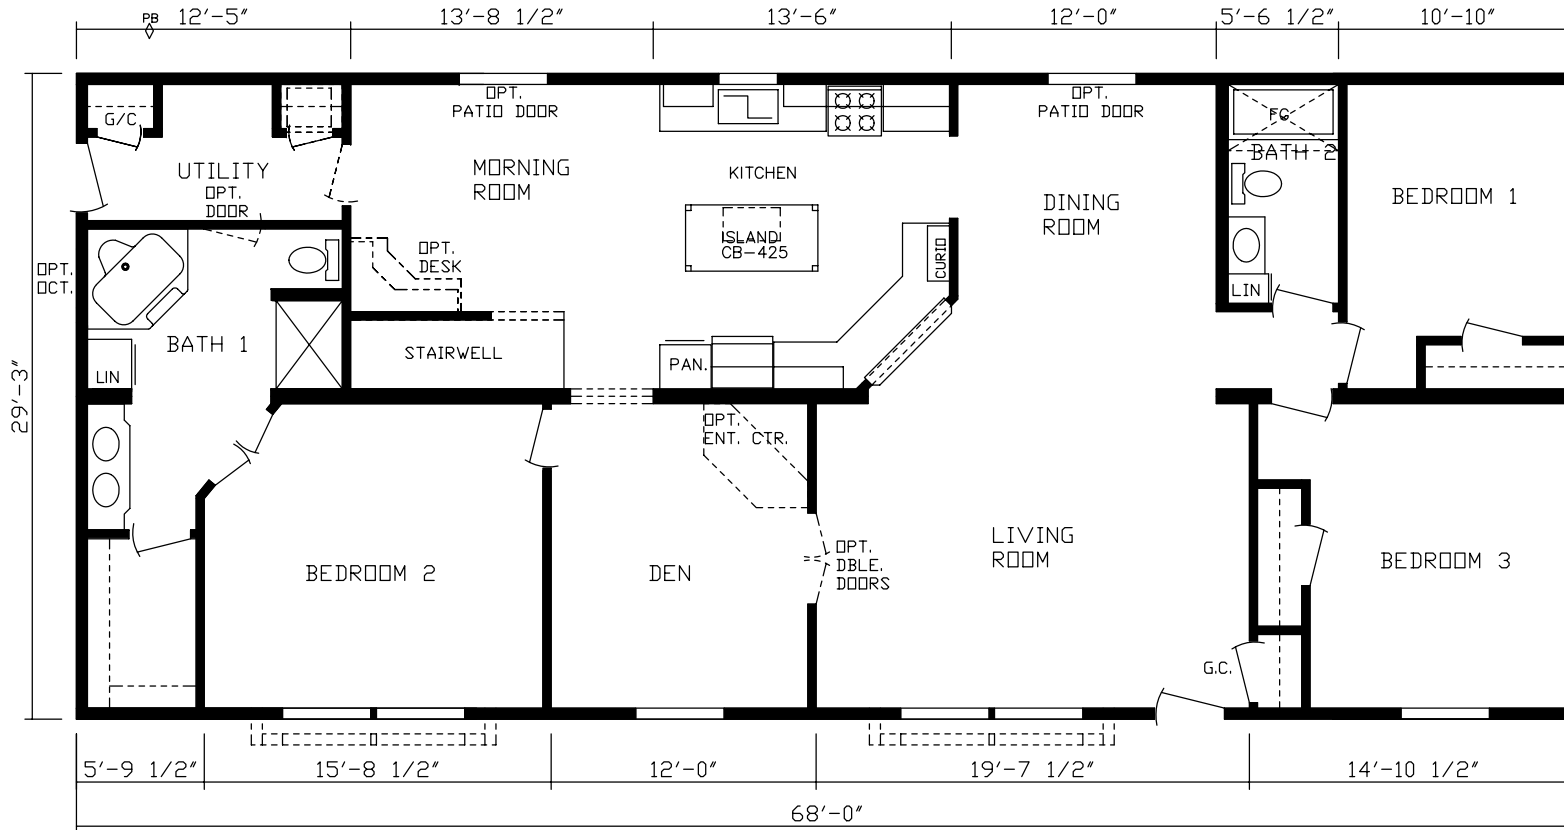 PB
12'-5"
13'-8 1/2"
13'-6"
12'-0"
5'-6 1/2"
10'-10"
G/C
OPT.
PATIO DOOR
OPT.
PATIO DOOR
FG
BATH 2
UTILITY
OPT.
DOOR
MORNING
ROOM
KITCHEN
DINING
ROOM
BEDROOM 1
ISLAND
CB-425
CURIO
OPT.
DESK
OPT.
OCT.
LIN
BATH 1
STAIRWELL
PAN.
LIN
29'-3"
OPT.
ENT. CTR.
LIVING
ROOM
OPT.
DBLE.
DOORS
BEDROOM 2
DEN
BEDROOM 3
G.C.
5'-9 1/2"
15'-8 1/2"
12'-0"
19'-7 1/2"
14'-10 1/2"
68'-0"